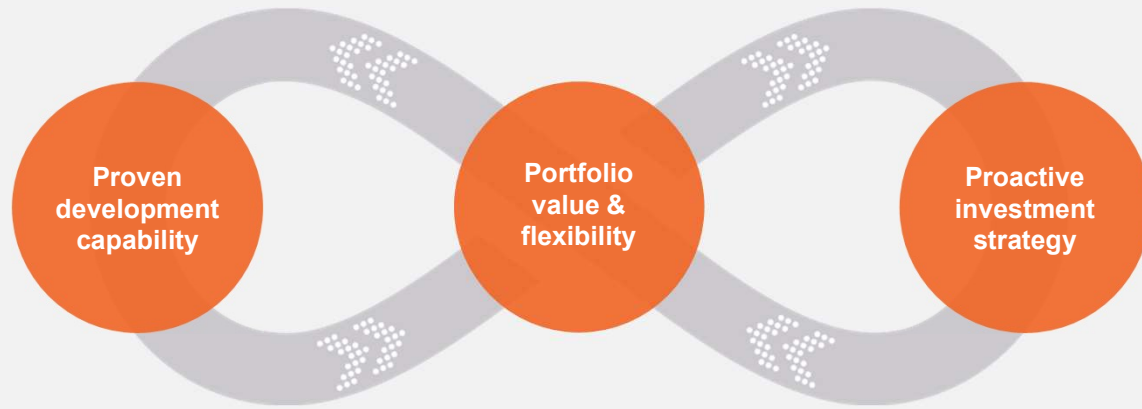 Proven
development
capability
Portfolio
value &
flexibility
Proactive
investment
strategy